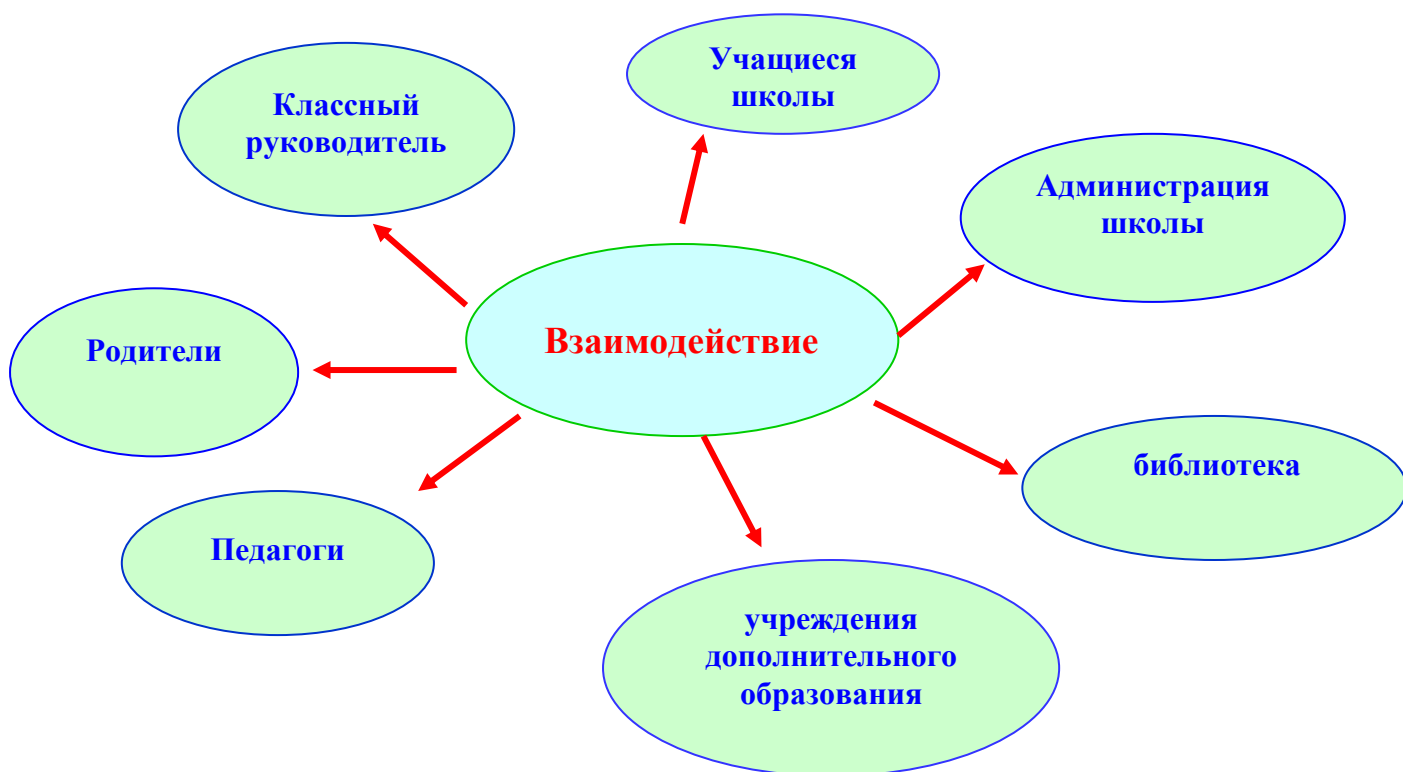 Учащиеся
школы
Классный
руководитель
Администрация
школы
Взаимодействие
Родители
библиотека
Педагоги
учреждения
дополнительного
образования